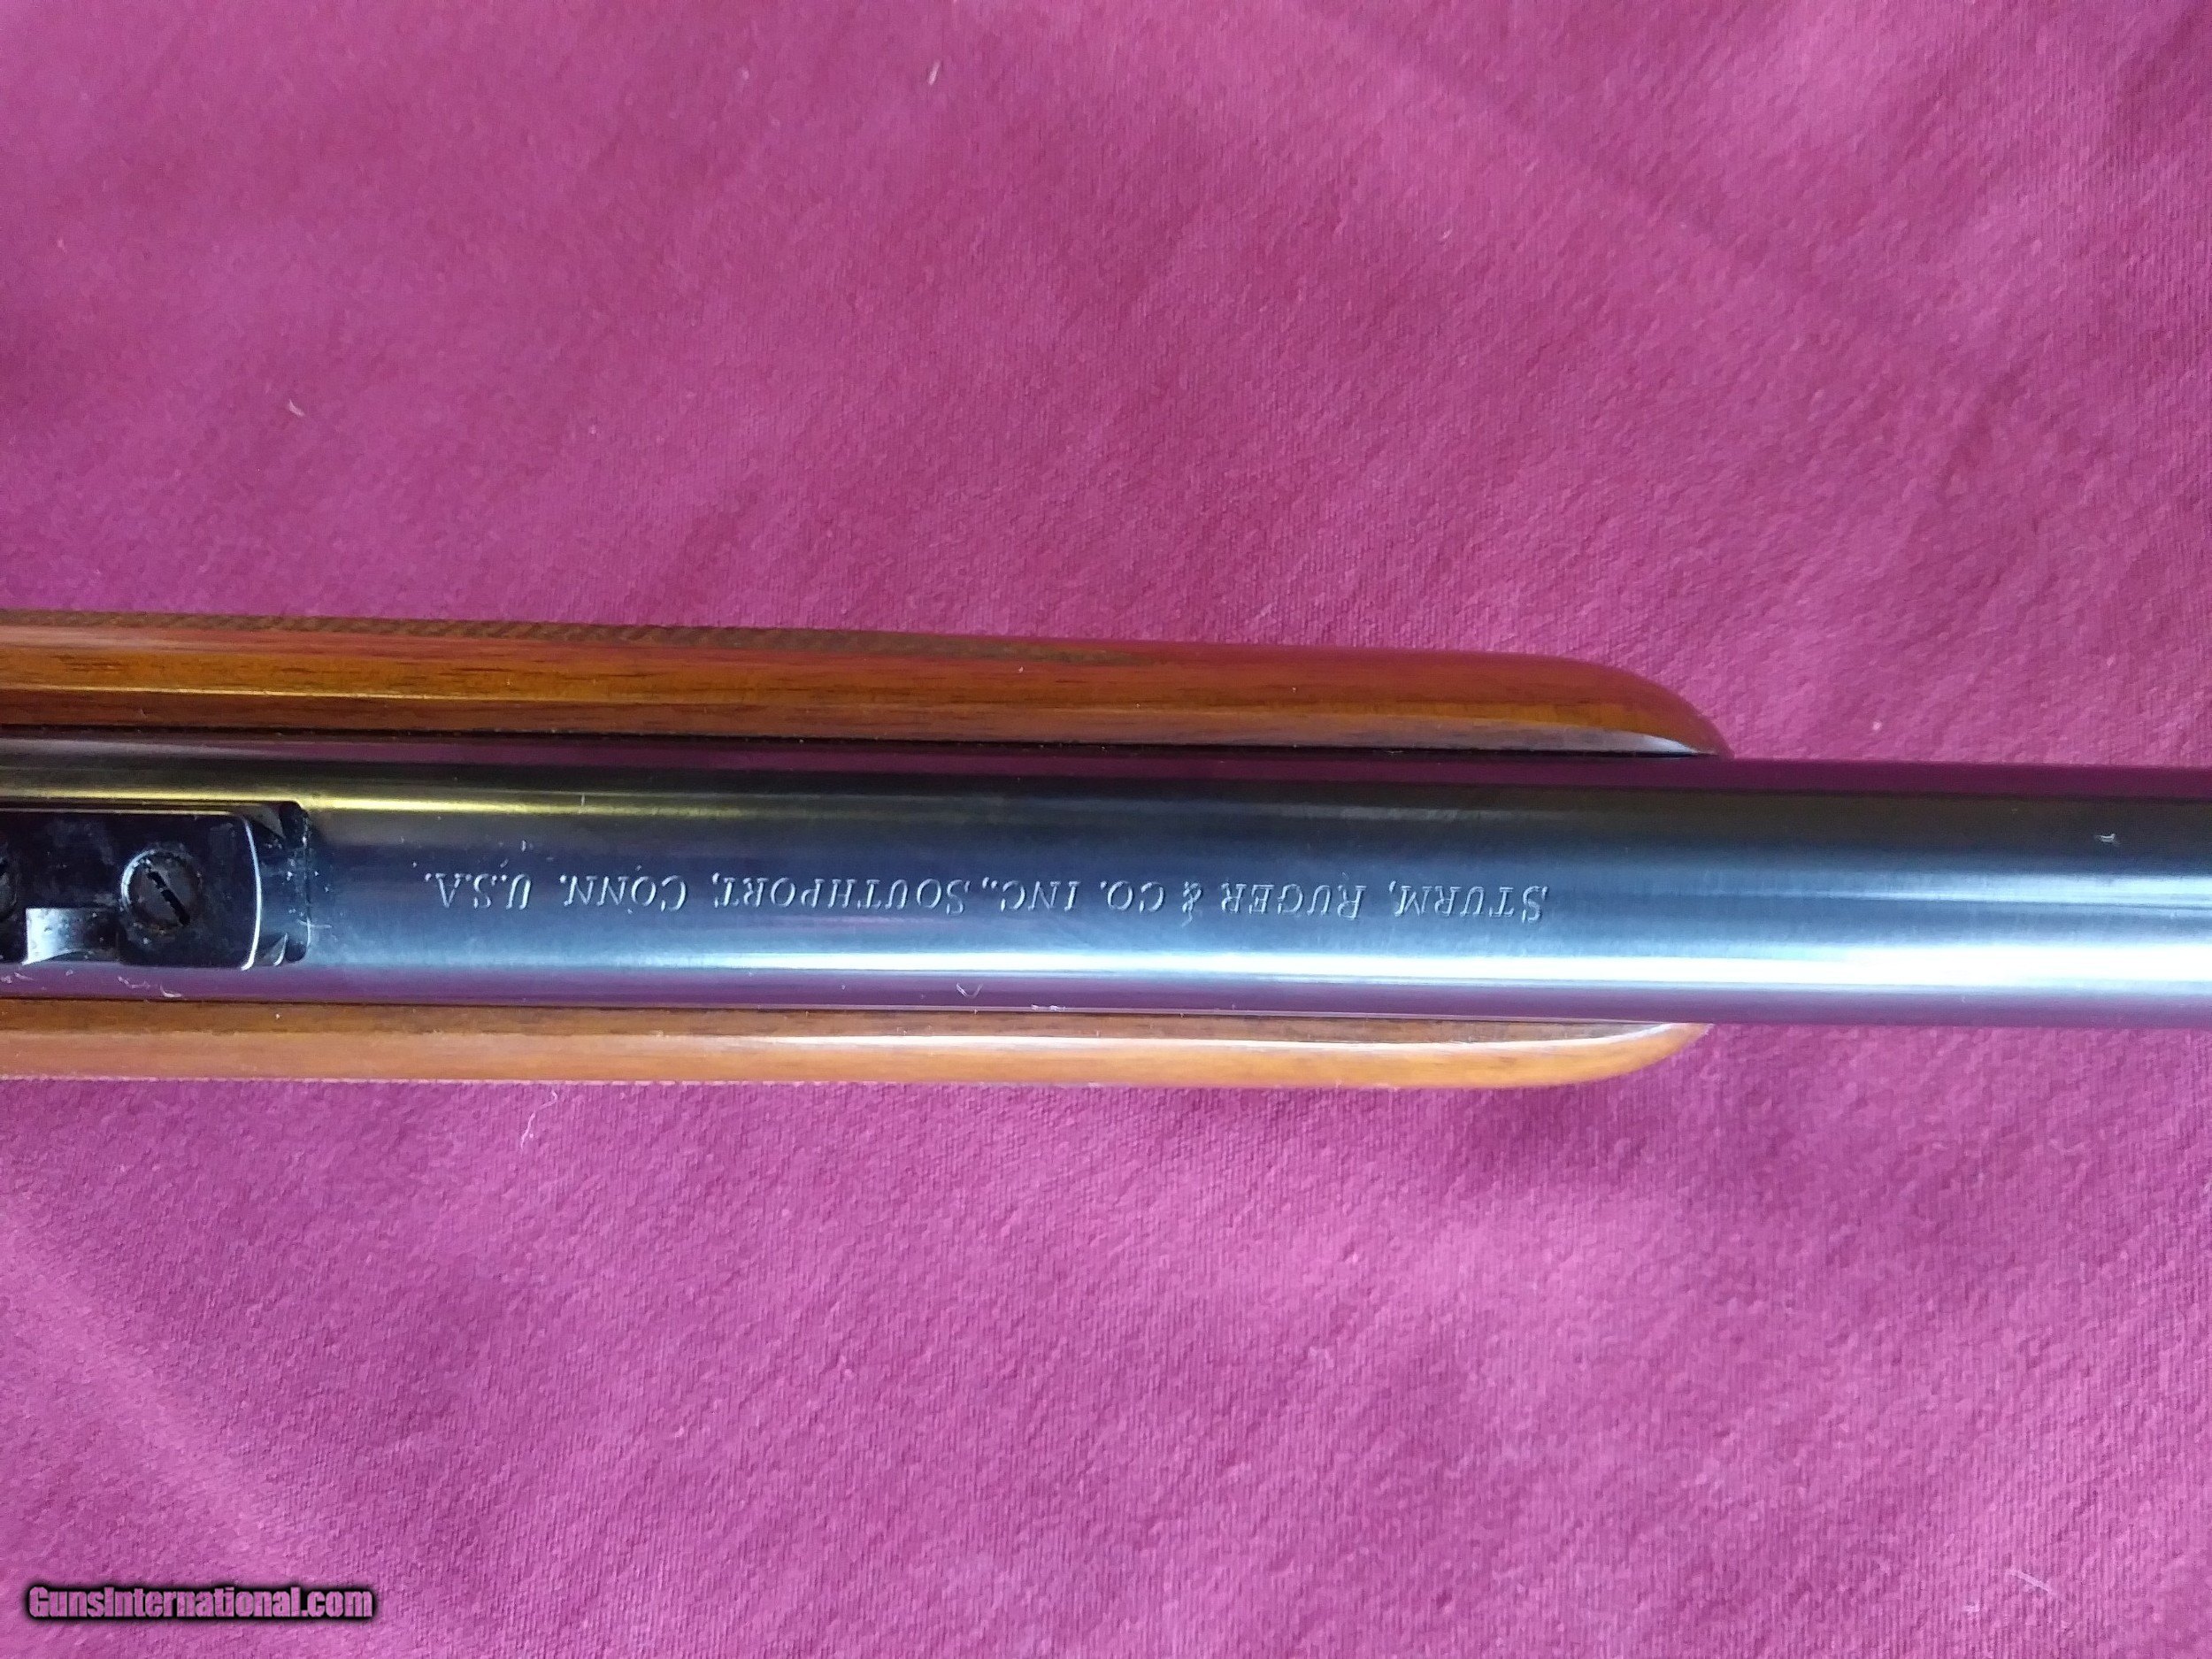 STURM, RUGER & CO. INC., SOUTHPORT, CONN. U.S.A.
GunsInternational.com